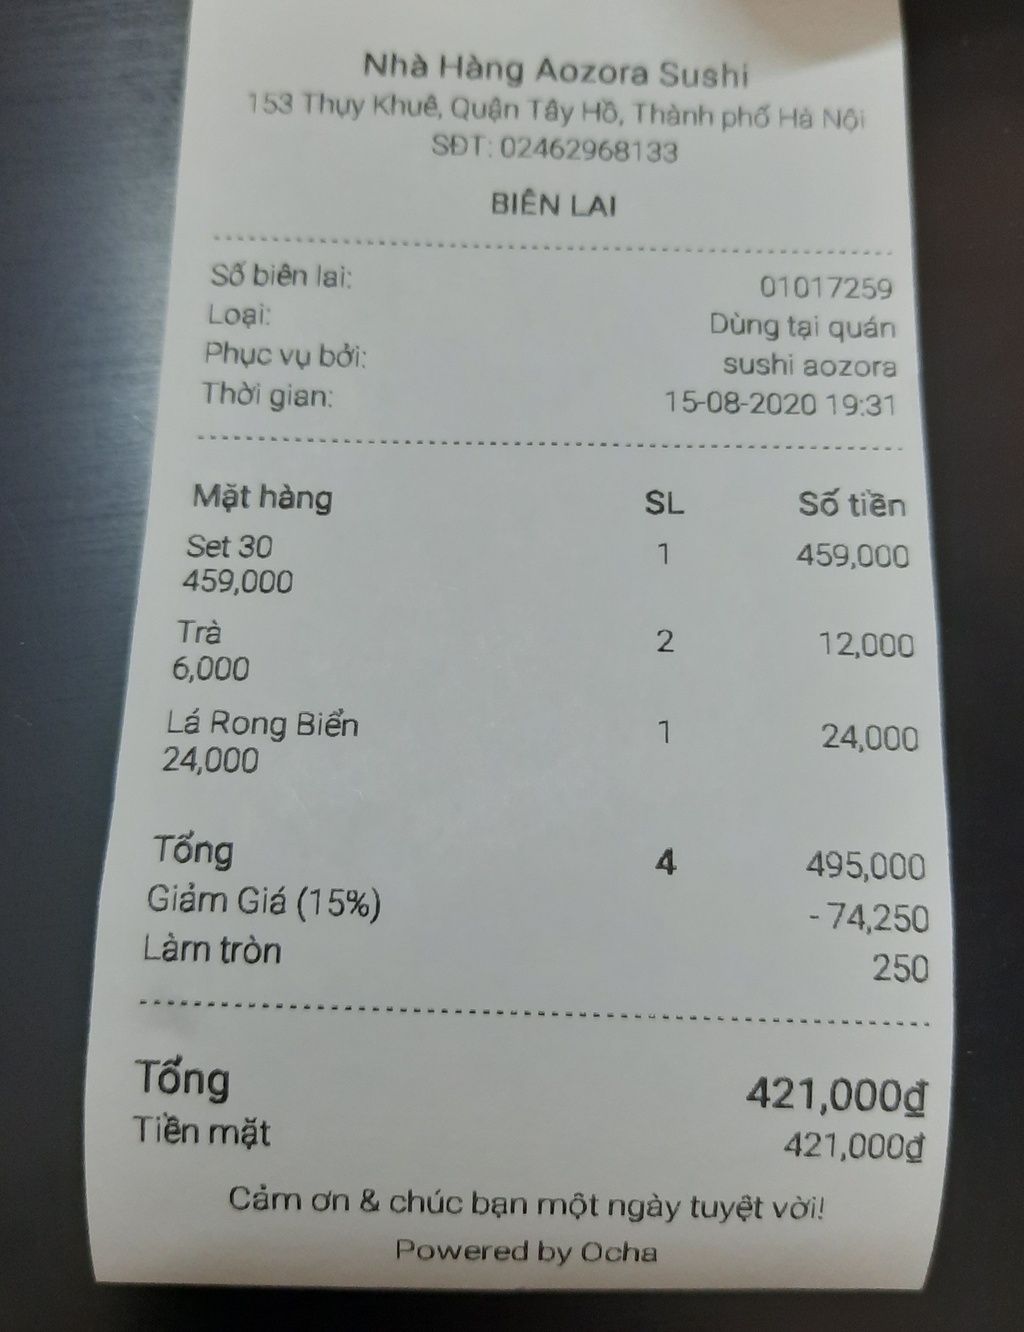 Nhà Hàng Aozora Sushi
153 Thụy Khuê, Quận Tây Hồ, Thành phố Hà Nội
SĐT: 02462968133
BIÊN LAI
Số biên lai: 01017259
Loại: Dùng tại quán
Phục vụ bởi: sushi aozora
Thời gian: 15-08-2020 19:31
Mặt hàng SL Số tiền
Set 30 1 459,000
459,000
Trà 2 12,000
6,000
Lá Rong Biển 1 24,000
24,000
Tổng 4 495,000
Giảm Giá (15%) - 74,250
Làm tròn 250
Tổng 421,000₫
Tiền mặt 421,000₫
Cảm ơn & chúc bạn một ngày tuyệt vời!
Powered by Ocha